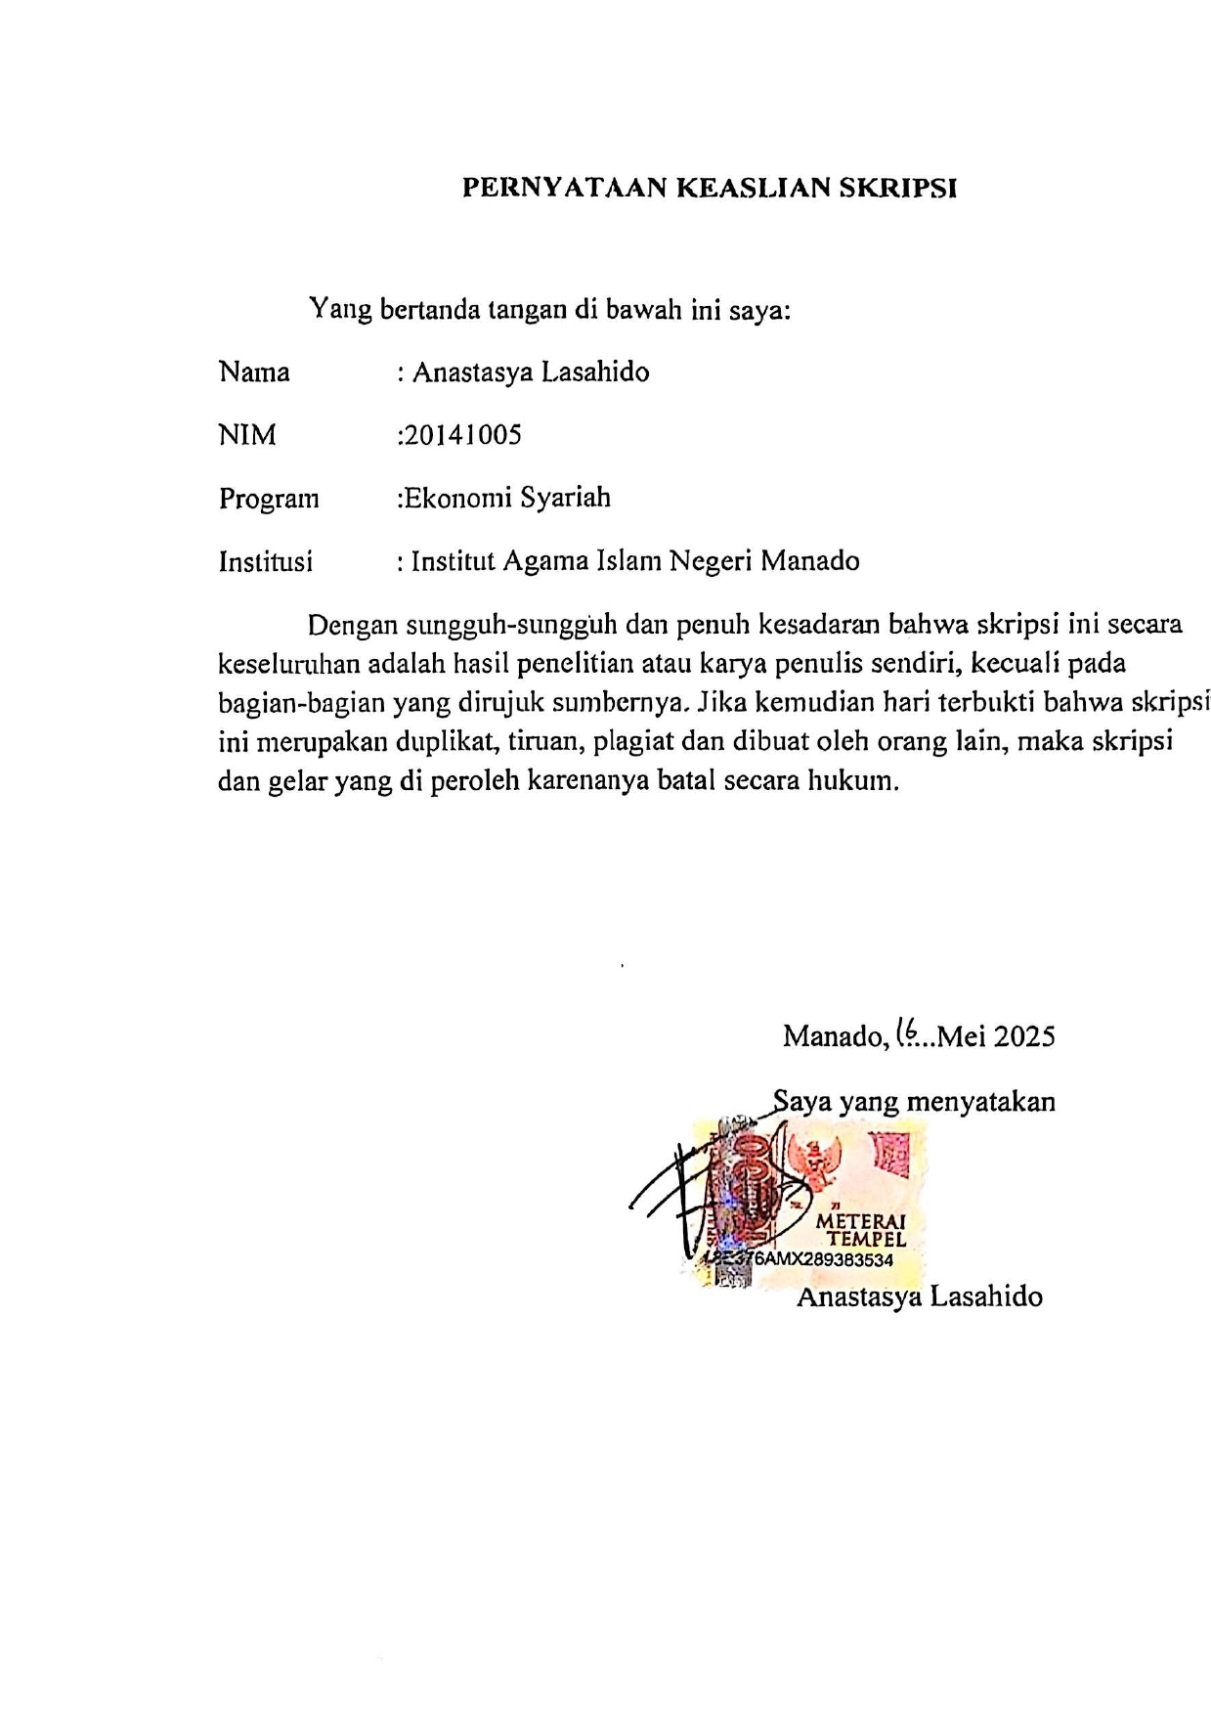 PERNYATAAN KEASLIAN SKRIPSI
Yang bertanda tangan di bawah ini saya:
Nama : Anastasya Lasahido
NIM :20141005
Program :Ekonomi Syariah
Institusi : Institut Agama Islam Negeri Manado
Dengan sungguh-sungguh dan penuh kesadaran bahwa skripsi ini secara
keseluruhan adalah hasil penelitian atau karya penulis sendiri, kecuali pada
bagian-bagian yang dirujuk sumbernya. Jika kemudian hari terbukti bahwa skripsi
ini merupakan duplikat, tiruan, plagiat dan dibuat oleh orang lain, maka skripsi
dan gelar yang di peroleh karenanya batal secara hukum.
Manado, 16...Mei 2025
Saya yang menyatakan
METERAI
TEMPEL
Anastasya Lasahido